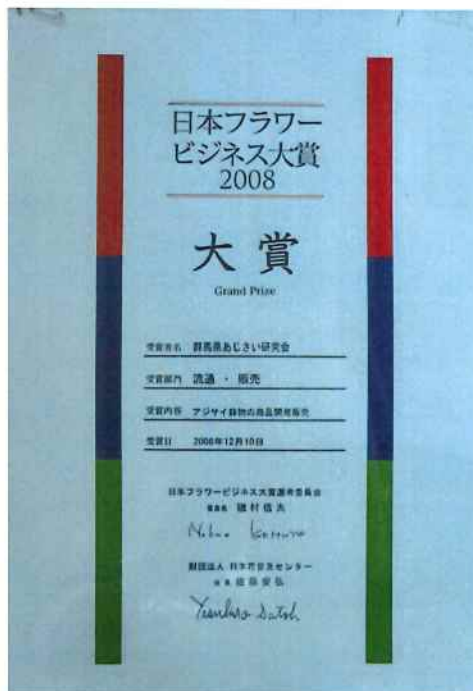 日本フラワー
ビジネス大賞
2008
大賞
Grand Prize
受賞者名 群馬県あじさい研究会
受賞部門 流通・販売
受賞内容 アジサイ鉢物の商品開発販売
受賞日 2008年12月10日
日本フラワービジネス大賞選考委員会
委員長 磯村信夫
財団法人 日本花普及センター
会長 佐藤安弘
Yasuhiro Satoh